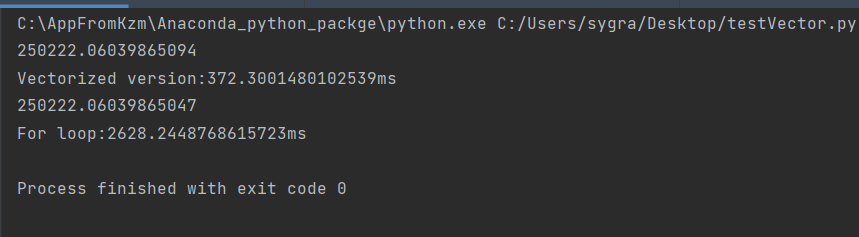 C:\AppFromKzm\Anaconda_python_packge\python.exe C:/Users/sygra/Desktop/testVector.py
250222.06039865094
Vectorized version:372.3001480102539ms
250222.06039865047
For loop:2628.2448768615723ms
Process finished with exit code 0